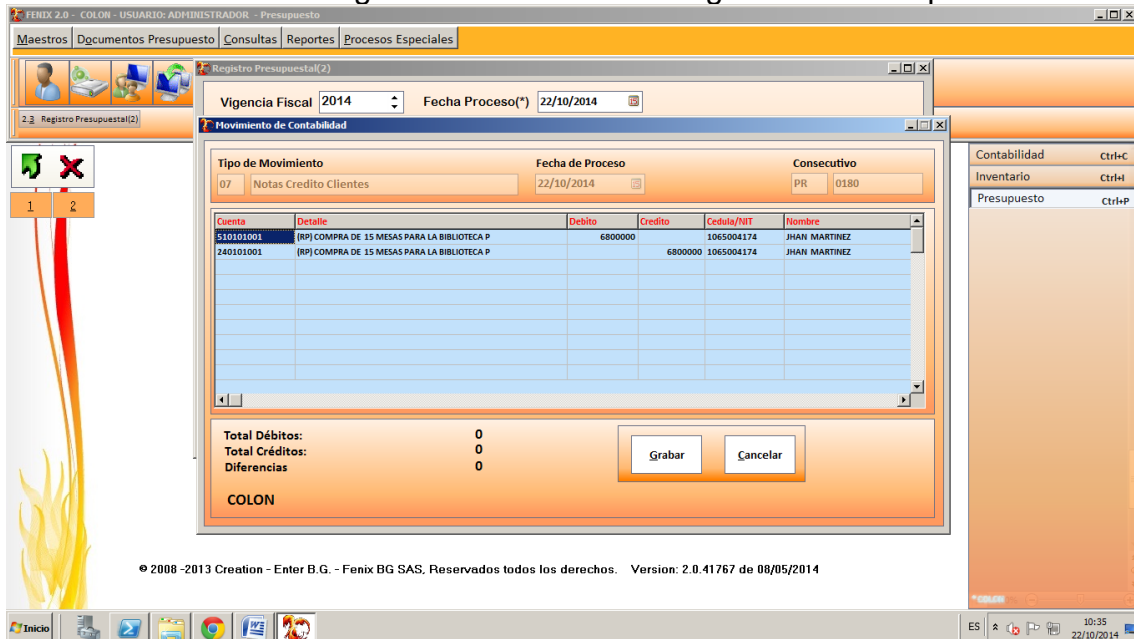 FENIX 2.0 - COLON - USUARIO: ADMINISTRADOR - Presupuesto
Maestros Documentos Presupuesto Consultas Reportes Procesos Especiales
Registro Presupuestal(2)
Vigencia Fiscal 2014 Fecha Proceso(*) 22/10/2014
2.3 Registro Presupuestal(2)
Movimiento de Contabilidad
1 2
Tipo de Movimiento Fecha de Proceso Consecutivo
07 Notas Credito Clientes 22/10/2014 PR 0180
Cuenta Detalle Debito Credito Cedula/NIT Nombre
510101001 (RP) COMPRA DE 15 MESAS PARA LA BIBLIOTECA P 6800000 1065004174 JHAN MARTINEZ
240101001 (RP) COMPRA DE 15 MESAS PARA LA BIBLIOTECA P 6800000 1065004174 JHAN MARTINEZ
Total Débitos: 0
Total Créditos: 0
Diferencias 0
Grabar Cancelar
COLON
Contabilidad Ctrl+C
Inventario Ctrl+I
Presupuesto Ctrl+P
© 2008 -2013 Creation - Enter B.G. - Fenix BG SAS, Reservados todos los derechos. Version: 2.0.41767 de 08/05/2014
*COLON
Inicio
ES 10:35
22/10/2014